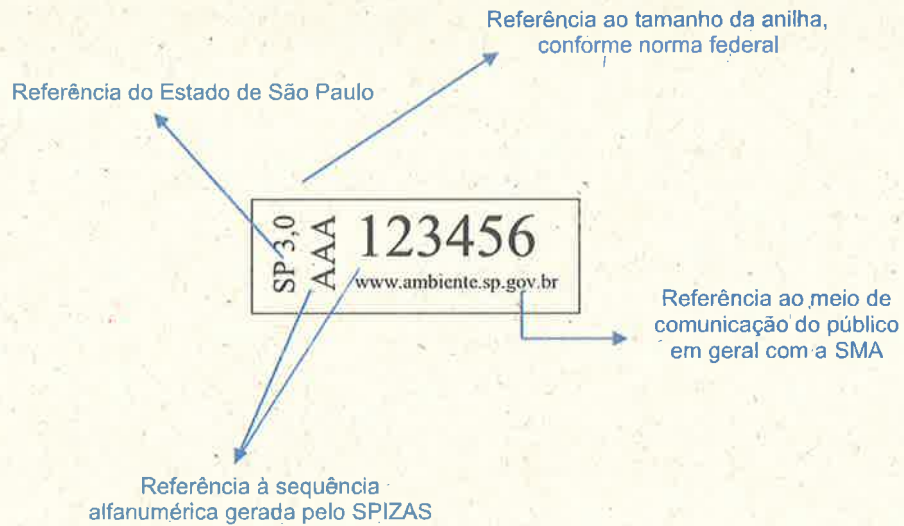 Referência ao tamanho da anilha,
conforme norma federal
Referência do Estado de São Paulo
SP 3,0
AAA
123456
www.ambiente.sp.gov.br
Referência ao meio de
comunicação do público
em geral com a SMA
Referência à sequência
alfanumérica gerada pelo SPIZAS